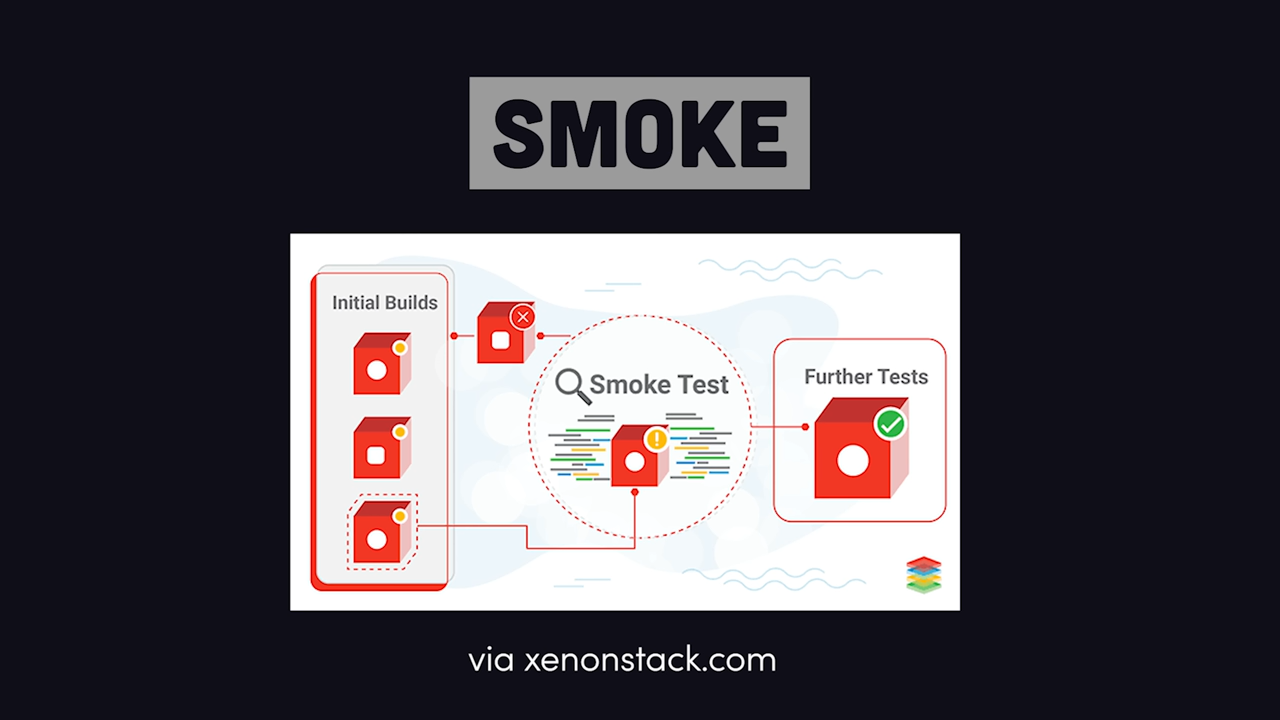 SMOKE
Initial Builds
Smoke Test
Further Tests
via xenonstack.com